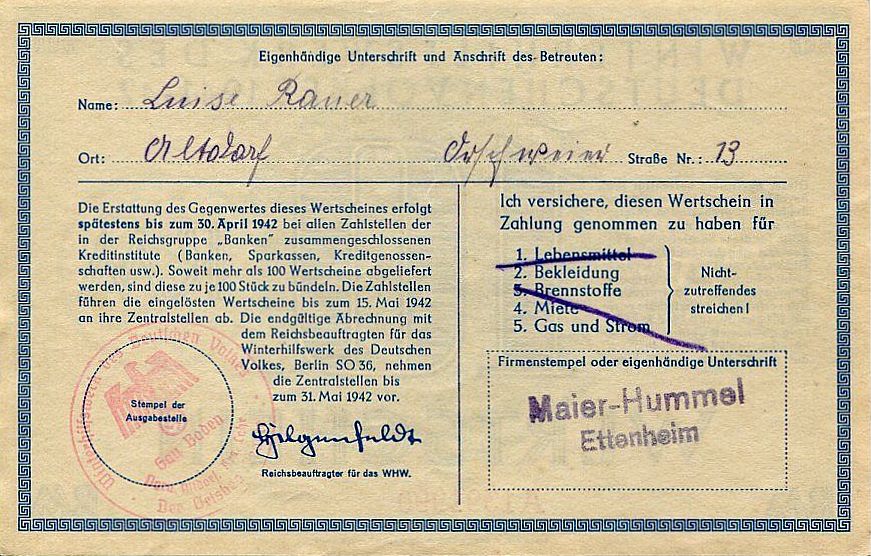 Eigenhändige Unterschrift und Anschrift des Betreuten:
Name: Luise Rauer
Ort: Altdorf Orschweier Straße Nr.: 13
Die Erstattung des Gegenwertes dieses Wertscheines erfolgt
spätestens bis zum 30. April 1942 bei allen Zahlstellen der
in der Reichsgruppe „Banken" zusammengeschlossenen
Kreditinstitute (Banken, Sparkassen, Kreditgenossen-
schaften usw.). Soweit mehr als 100 Wertscheine abgeliefert
werden, sind diese zu je 100 Stück zu bündeln. Die Zahlstellen
führen die eingelösten Wertscheine bis zum 15. Mai 1942
an ihre Zentralstellen ab. Die endgültige Abrechnung mit
dem Reichsbeauftragten für das
Winterhilfswerk des Deutschen
Volkes, Berlin SO 36, nehmen
die Zentralstellen bis
zum 31. Mai 1942 vor.
Stempel der
Ausgabestelle
Winterhilfswerk des Deutschen Volkes
Gau Baden
Hilgenfeldt
Reichsbeauftragter für das WHW.
Ich versichere, diesen Wertschein in
Zahlung genommen zu haben für
1. Lebensmittel
2. Bekleidung
3. Brennstoffe
4. Miete
5. Gas und Strom
Nicht-
zutreffendes
streichen!
Firmenstempel oder eigenhändige Unterschrift
Maier-Hummel
Ettenheim